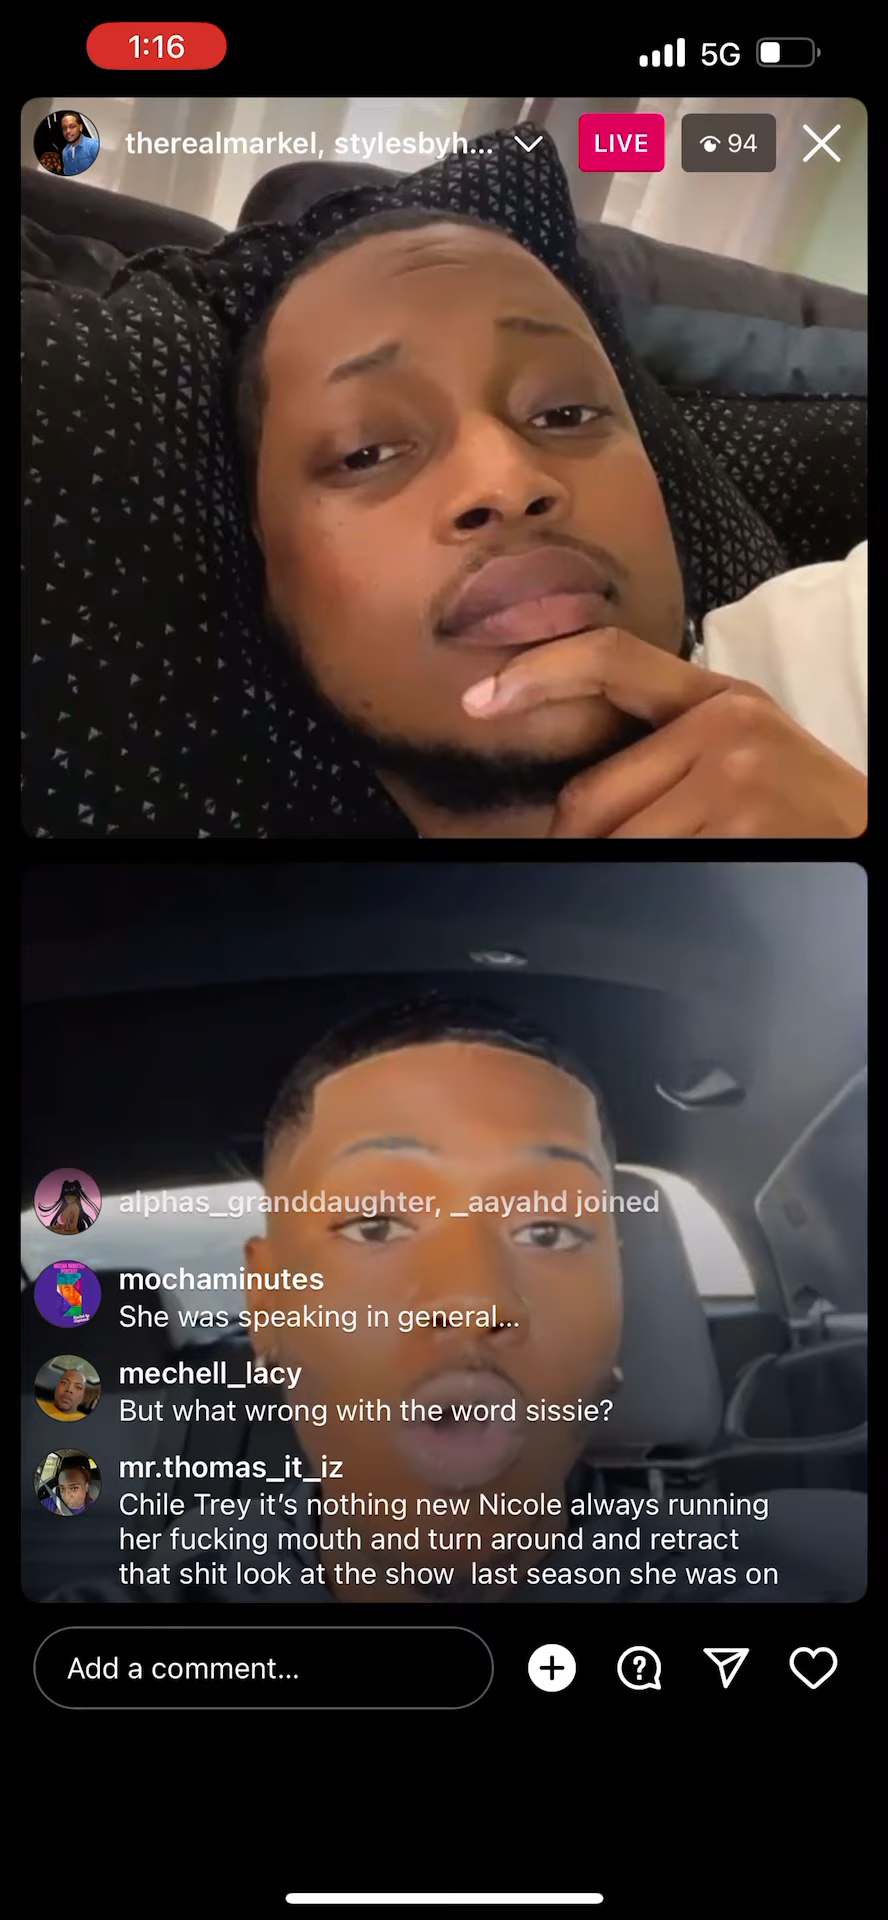 1:16
5G
therealmarkel, stylesbyh...
LIVE
94
alphas_granddaughter, _aayahd joined
mochaminutes
She was speaking in general...
mechell_lacy
But what wrong with the word sissie?
mr.thomas_it_iz
Chile Trey it’s nothing new Nicole always running
her fucking mouth and turn around and retract
that shit look at the show  last season she was on
Add a comment...